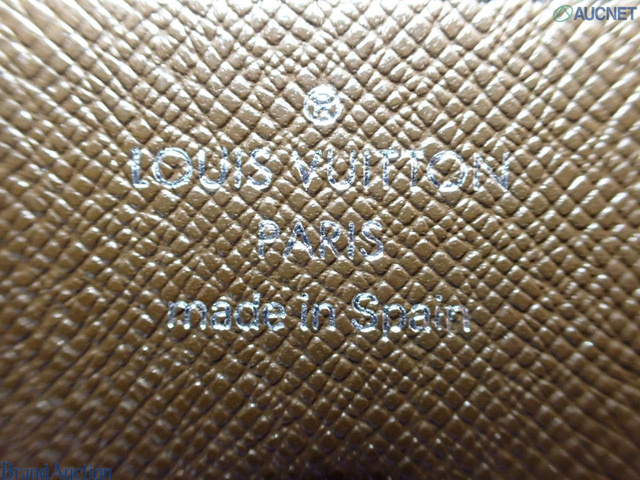 AUCNET
LOUIS VUITTON
PARIS
made in Spain
Brand Auction